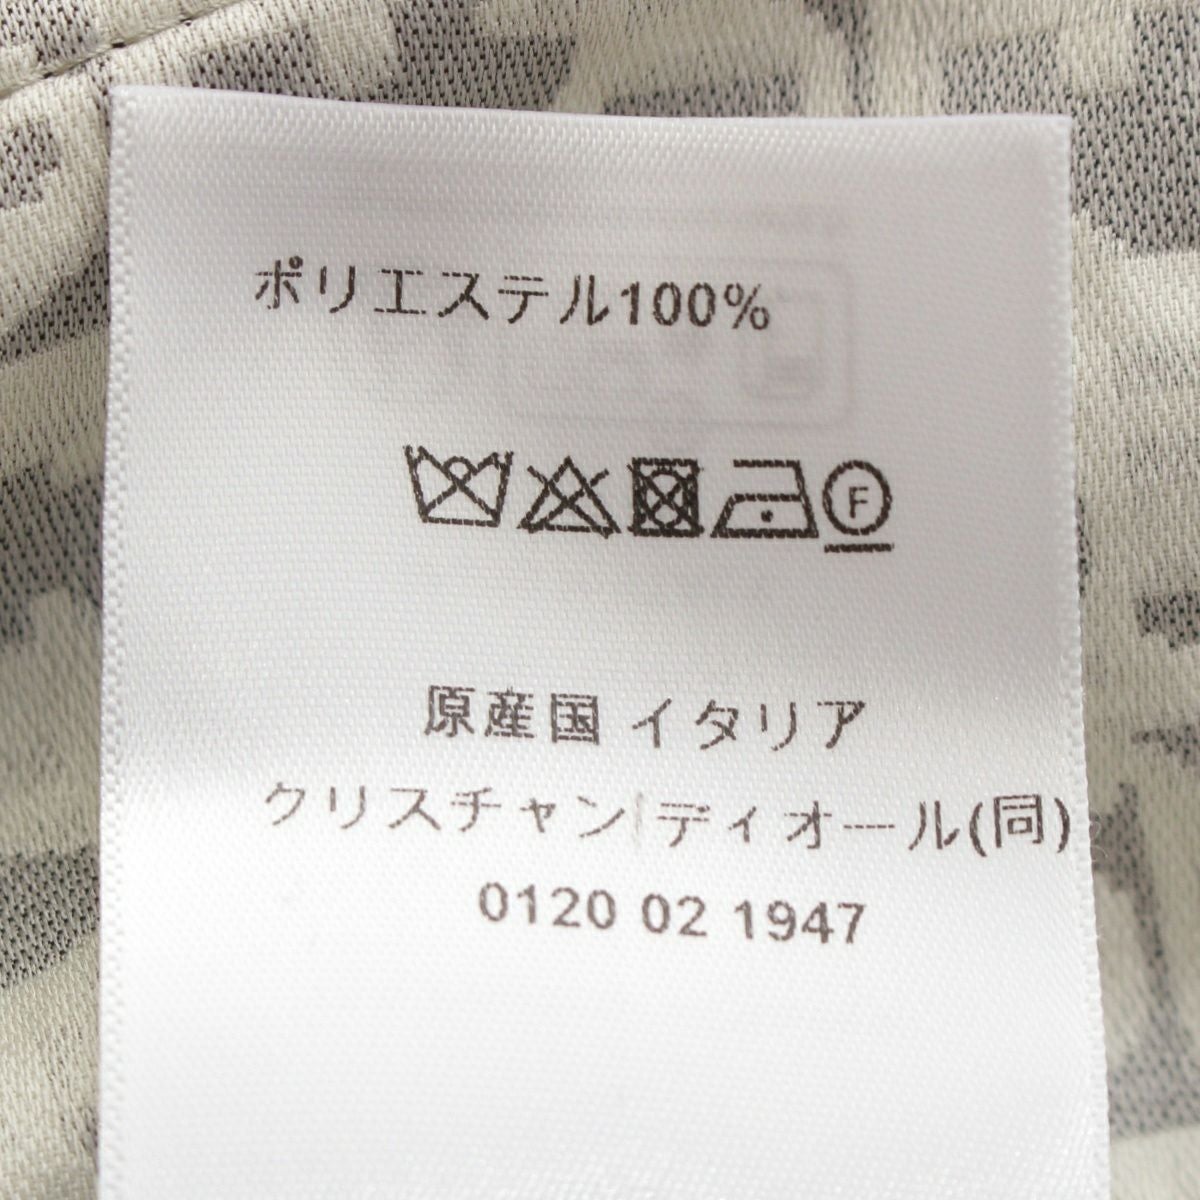 ポリエステル100%
F
原産国 イタリア
クリスチャン ディオール(同)
0120 02 1947